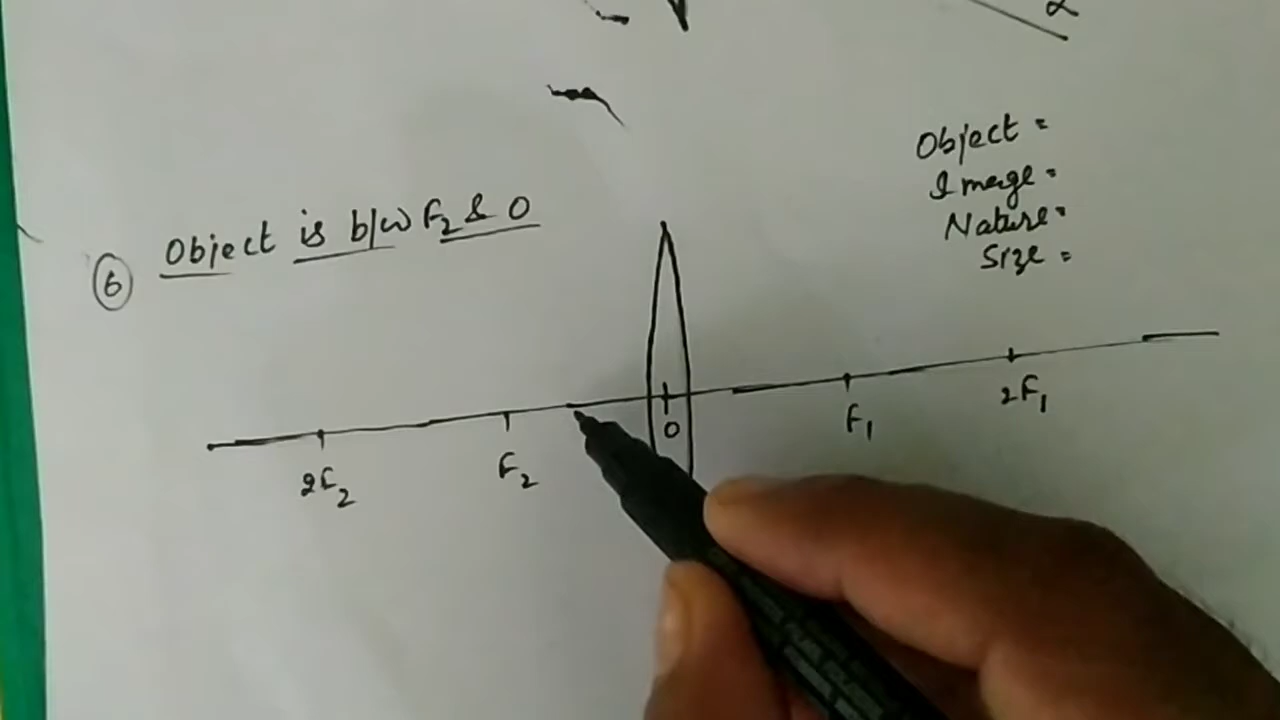 α
Object =
Image =
Nature =
Size =
⑥ Object is b/w F₂ & O
2F₂ F₂ O F₁ 2F₁